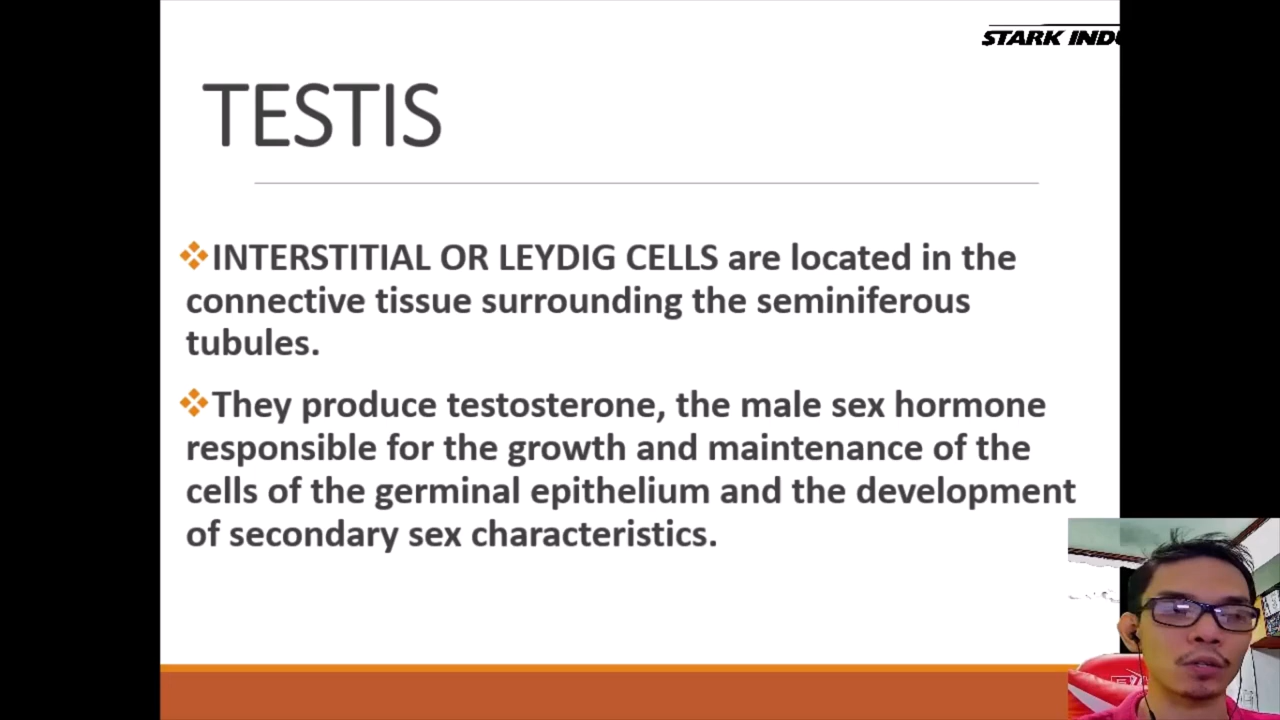 STARK INDU
TESTIS
INTERSTITIAL OR LEYDIG CELLS are located in the
connective tissue surrounding the seminiferous
tubules.
They produce testosterone, the male sex hormone
responsible for the growth and maintenance of the
cells of the germinal epithelium and the development
of secondary sex characteristics.